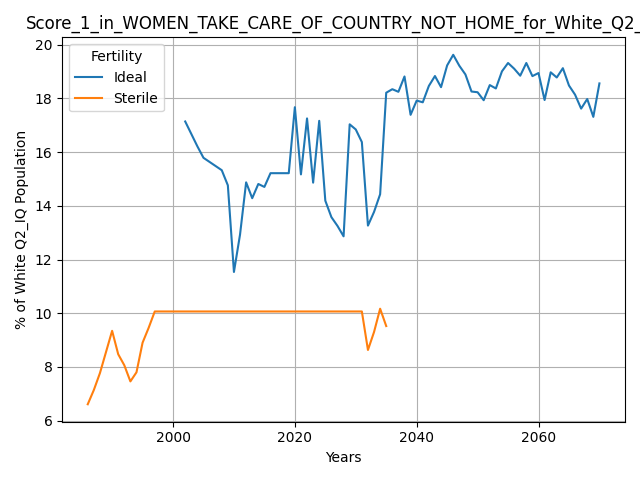 Score_1_in_WOMEN_TAKE_CARE_OF_COUNTRY_NOT_HOME_for_White_Q2_
Fertility
Ideal
Sterile
% of White Q2_IQ Population
20
18
16
14
12
10
8
6
2000
2020
2040
2060
Years